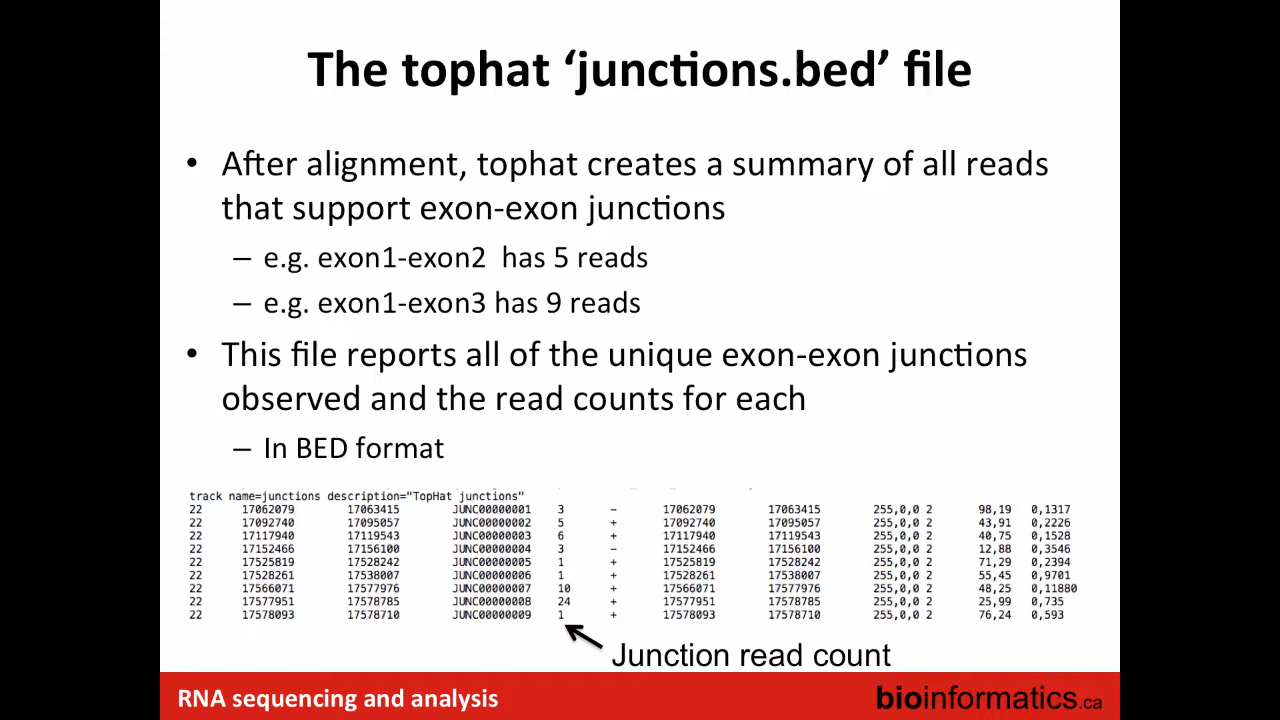 The tophat ‘junctions.bed’ file
• After alignment, tophat creates a summary of all reads
that support exon-exon junctions
– e.g. exon1-exon2 has 5 reads
– e.g. exon1-exon3 has 9 reads
• This file reports all of the unique exon-exon junctions
observed and the read counts for each
– In BED format
track name=junctions description="TopHat junctions"
22 17062079 17063415 JUNC00000001 3 - 17062079 17063415 255,0,0 2 98,19 0,1317
22 17092740 17095057 JUNC00000002 5 + 17092740 17095057 255,0,0 2 43,91 0,2226
22 17117940 17119543 JUNC00000003 6 + 17117940 17119543 255,0,0 2 40,75 0,1528
22 17152466 17156100 JUNC00000004 3 - 17152466 17156100 255,0,0 2 12,88 0,3546
22 17525819 17528242 JUNC00000005 1 + 17525819 17528242 255,0,0 2 71,29 0,2394
22 17528261 17538007 JUNC00000006 1 + 17528261 17538007 255,0,0 2 55,45 0,9701
22 17566071 17577976 JUNC00000007 10 + 17566071 17577976 255,0,0 2 48,25 0,11880
22 17577951 17578785 JUNC00000008 24 + 17577951 17578785 255,0,0 2 25,99 0,735
22 17578093 17578710 JUNC00000009 1 + 17578093 17578710 255,0,0 2 76,24 0,593
Junction read count
RNA sequencing and analysis
bioinformatics.ca